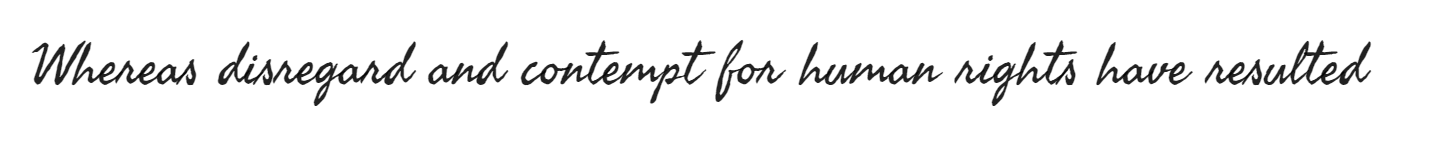 Whereas disregard and contempt for human rights have resulted